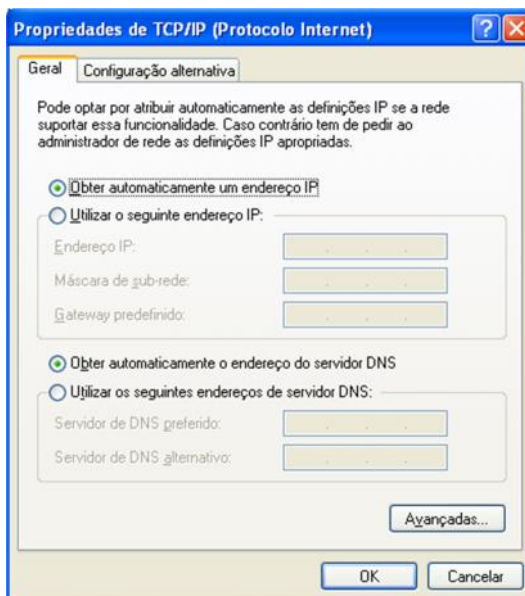 Propriedades de TCP/IP (Protocolo Internet)
Geral
Configuração alternativa
Pode optar por atribuir automaticamente as definições IP se a rede
suportar essa funcionalidade. Caso contrário tem de pedir ao
administrador de rede as definições IP apropriadas.
Obter automaticamente um endereço IP
Utilizar o seguinte endereço IP:
Endereço IP:
Máscara de sub-rede:
Gateway predefinido:
Obter automaticamente o endereço do servidor DNS
Utilizar os seguintes endereços de servidor DNS:
Servidor de DNS preferido:
Servidor de DNS alternativo:
Avançadas...
OK
Cancelar